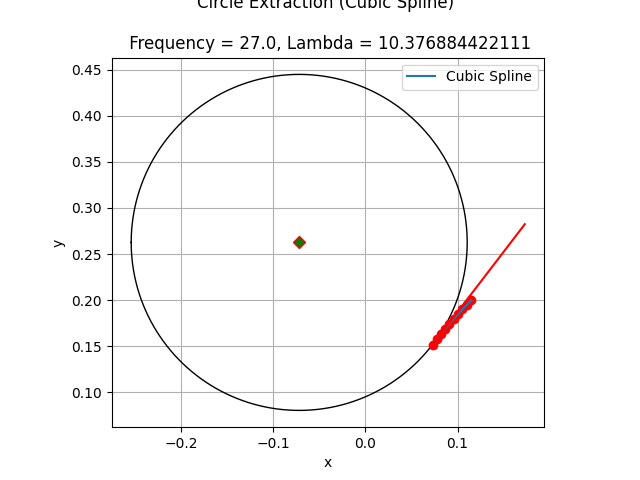 Circle Extraction (Cubic Spline)
Frequency = 27.0, Lambda = 10.376884422111
Cubic Spline
0.45
0.40
0.35
0.30
0.25
0.20
0.15
0.10
y
−0.2
−0.1
0.0
0.1
x